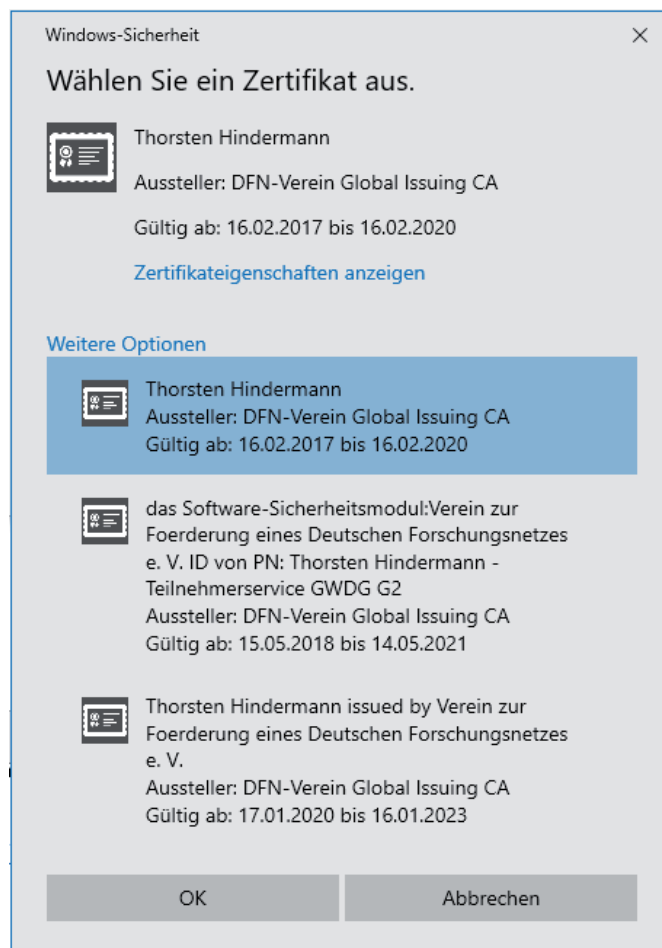 Windows-Sicherheit
Wählen Sie ein Zertifikat aus.
Thorsten Hindermann
Aussteller: DFN-Verein Global Issuing CA
Gültig ab: 16.02.2017 bis 16.02.2020
Zertifikateigenschaften anzeigen
Weitere Optionen
Thorsten Hindermann
Aussteller: DFN-Verein Global Issuing CA
Gültig ab: 16.02.2017 bis 16.02.2020
das Software-Sicherheitsmodul:Verein zur
Foerderung eines Deutschen Forschungsnetzes
e. V. ID von PN: Thorsten Hindermann -
Teilnehmerservice GWDG G2
Aussteller: DFN-Verein Global Issuing CA
Gültig ab: 15.05.2018 bis 14.05.2021
Thorsten Hindermann issued by Verein zur
Foerderung eines Deutschen Forschungsnetzes
e. V.
Aussteller: DFN-Verein Global Issuing CA
Gültig ab: 17.01.2020 bis 16.01.2023
OK
Abbrechen